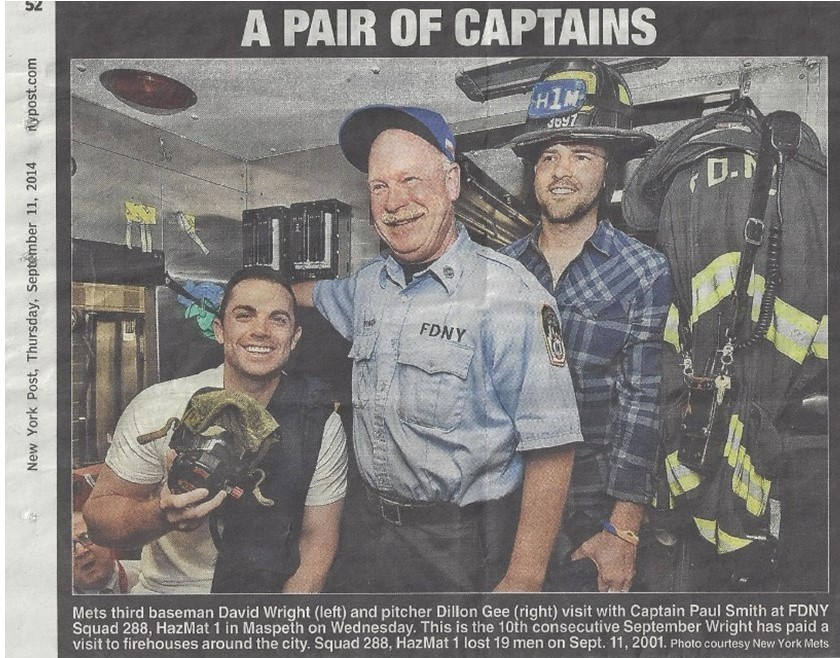 52
A PAIR OF CAPTAINS
nypost.com
New York Post, Thursday, September 11, 2014
H1M
3697
FDNY
F.D.N.
Mets third baseman David Wright (left) and pitcher Dillon Gee (right) visit with Captain Paul Smith at FDNY
Squad 288, HazMat 1 in Maspeth on Wednesday. This is the 10th consecutive September Wright has paid a
visit to firehouses around the city. Squad 288, HazMat 1 lost 19 men on Sept. 11, 2001. Photo courtesy New York Mets